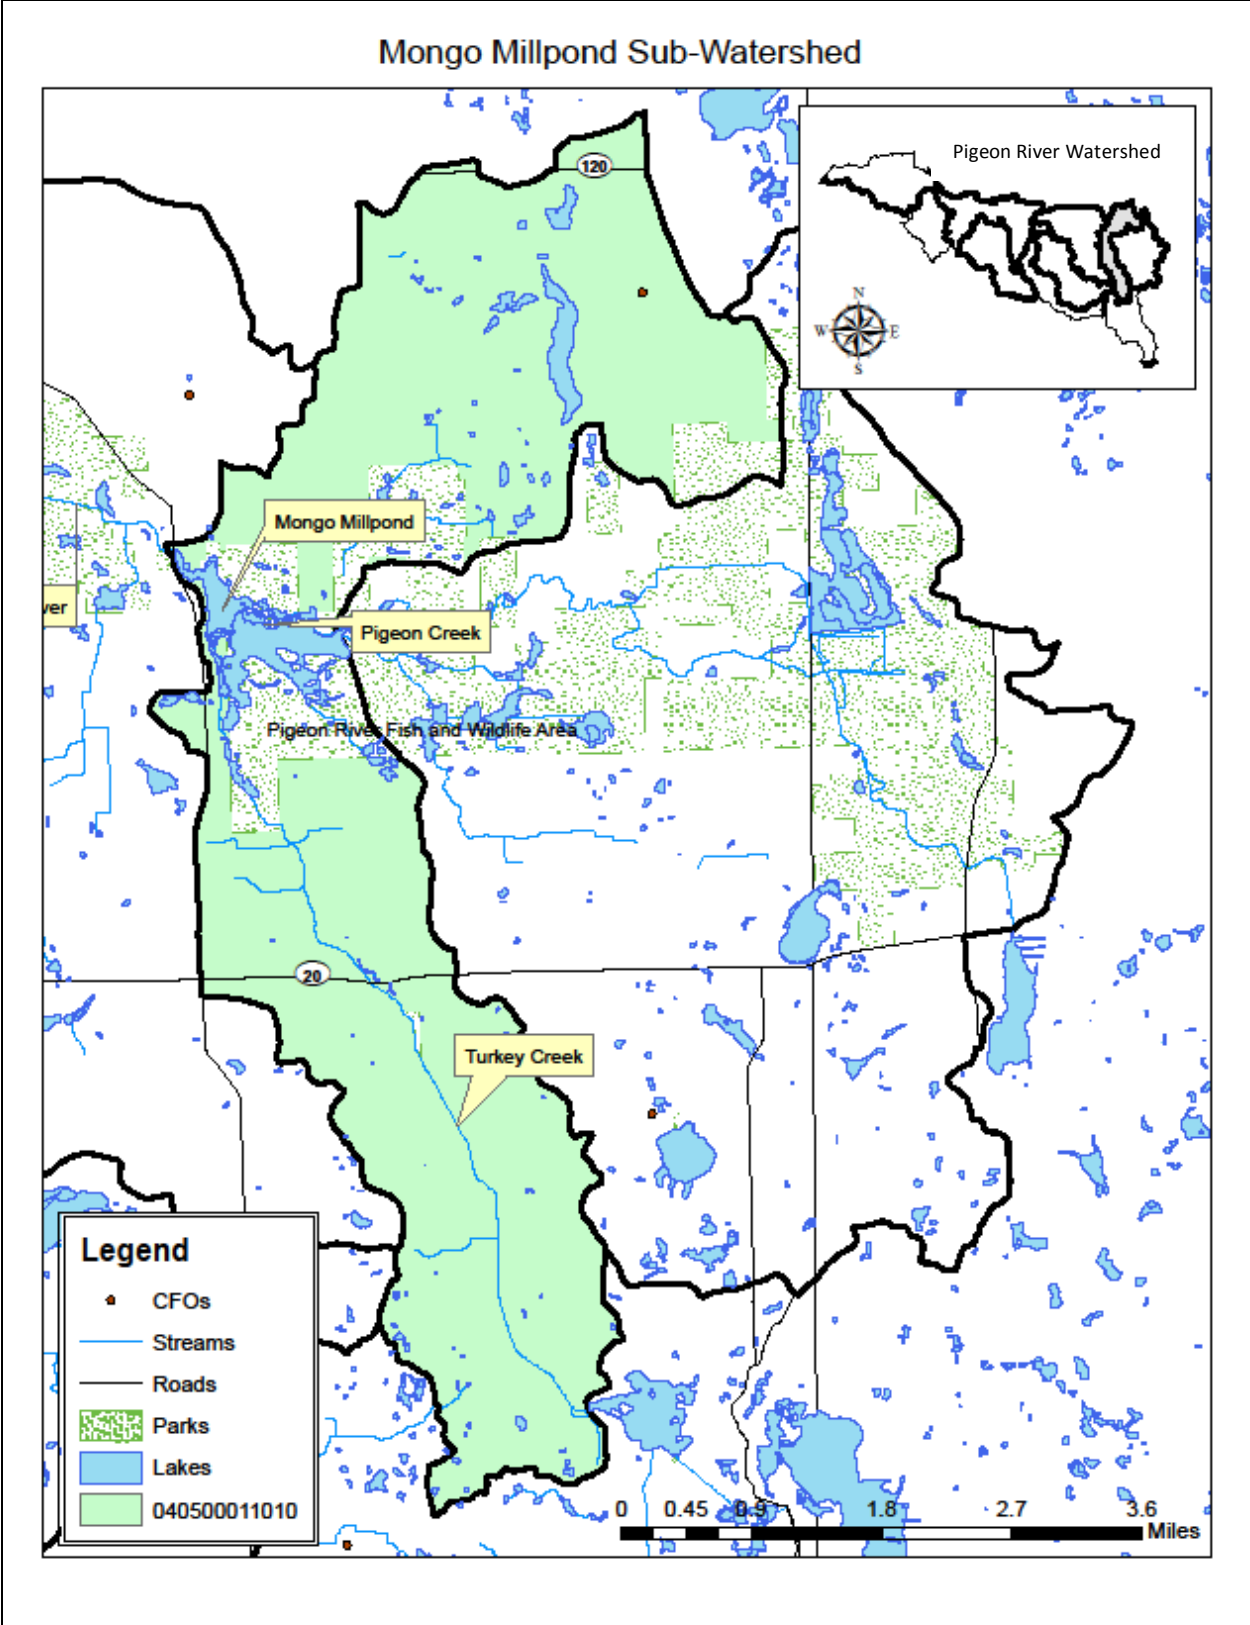 Mongo Millpond Sub-Watershed
Pigeon River Watershed
N
W E
S
120
Mongo Millpond
ver
Pigeon Creek
Pigeon River Fish and Wildlife Area
20
Turkey Creek
Legend
CFOs
Streams
Roads
Parks
Lakes
040500011010
0 0.45 0.9 1.8 2.7 3.6
Miles